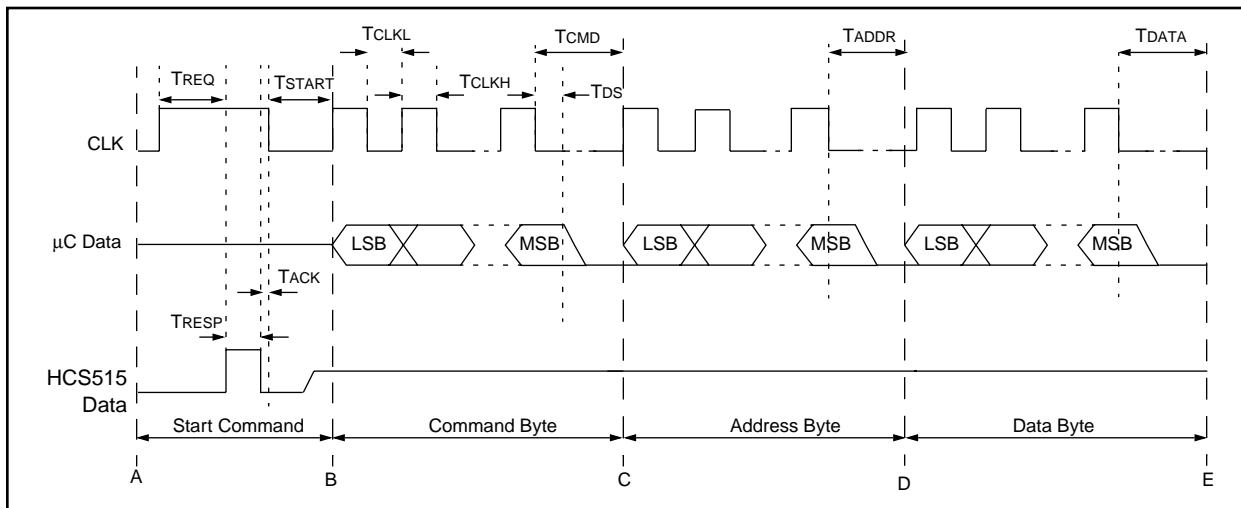 TCLKL
TCMD
TADDR
TDATA
TREQ
TSTART
TCLKH
TDS
CLK
μC Data
LSB
MSB
LSB
MSB
LSB
MSB
TACK
TRESP
HCS515
Data
Start Command
Command Byte
Address Byte
Data Byte
A
B
C
D
E